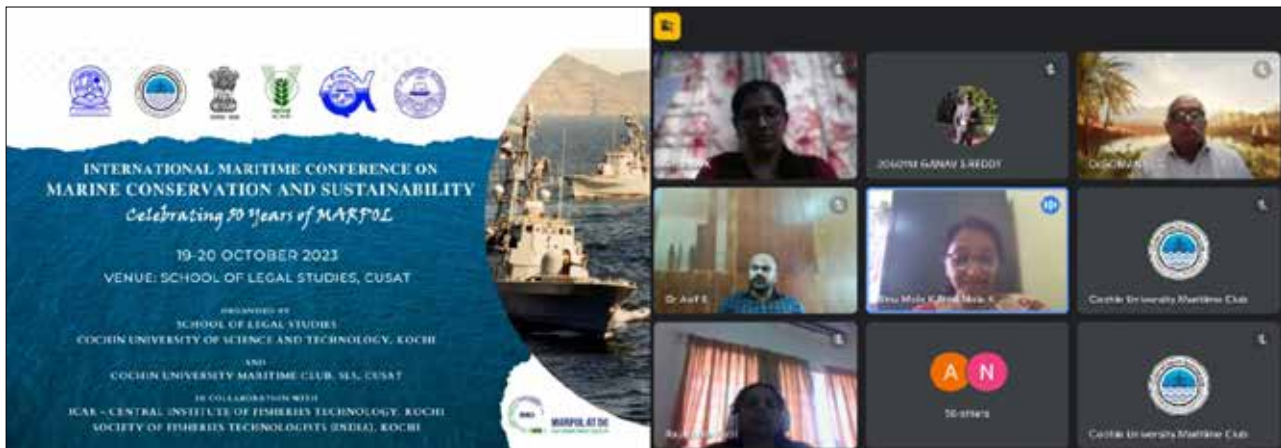 INTERNATIONAL MARITIME CONFERENCE ON
MARINE CONSERVATION AND SUSTAINABILITY
Celebrating 50 Years of MARPOL
19-20 OCTOBER 2023
VENUE: SCHOOL OF LEGAL STUDIES, CUSAT
ORGANIZED BY
SCHOOL OF LEGAL STUDIES
COCHIN UNIVERSITY OF SCIENCE AND TECHNOLOGY, KOCHI
AND
COCHIN UNIVERSITY MARITIME CLUB, SLS, CUSAT
IN COLLABORATION WITH
ICAR - CENTRAL INSTITUTE OF FISHERIES TECHNOLOGY, KOCHI
SOCIETY OF FISHERIES TECHNOLOGISTS (INDIA), KOCHI
MARPOL AT 50
GANAV S REDDY
Dr Asif
Cochin University Maritime Club
A N
Cochin University Maritime Club